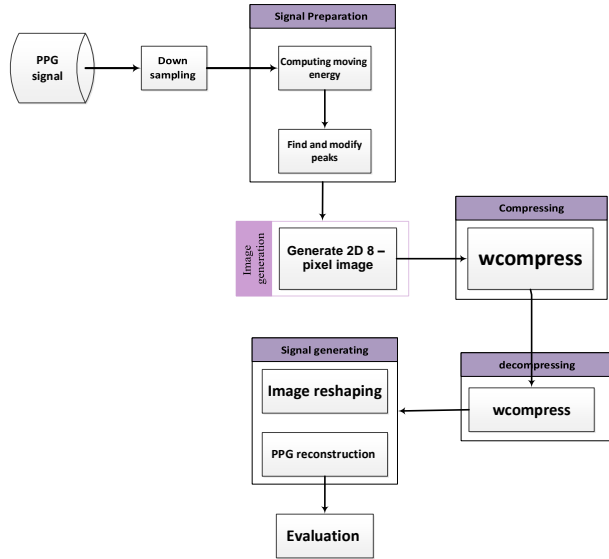 Signal Preparation
PPG
signal
Down
sampling
Computing moving
energy
Find and modify
peaks
Image
generation
Generate 2D 8 –
pixel image
Compressing
wcompress
Signal generating
Image reshaping
PPG reconstruction
decompressing
wcompress
Evaluation